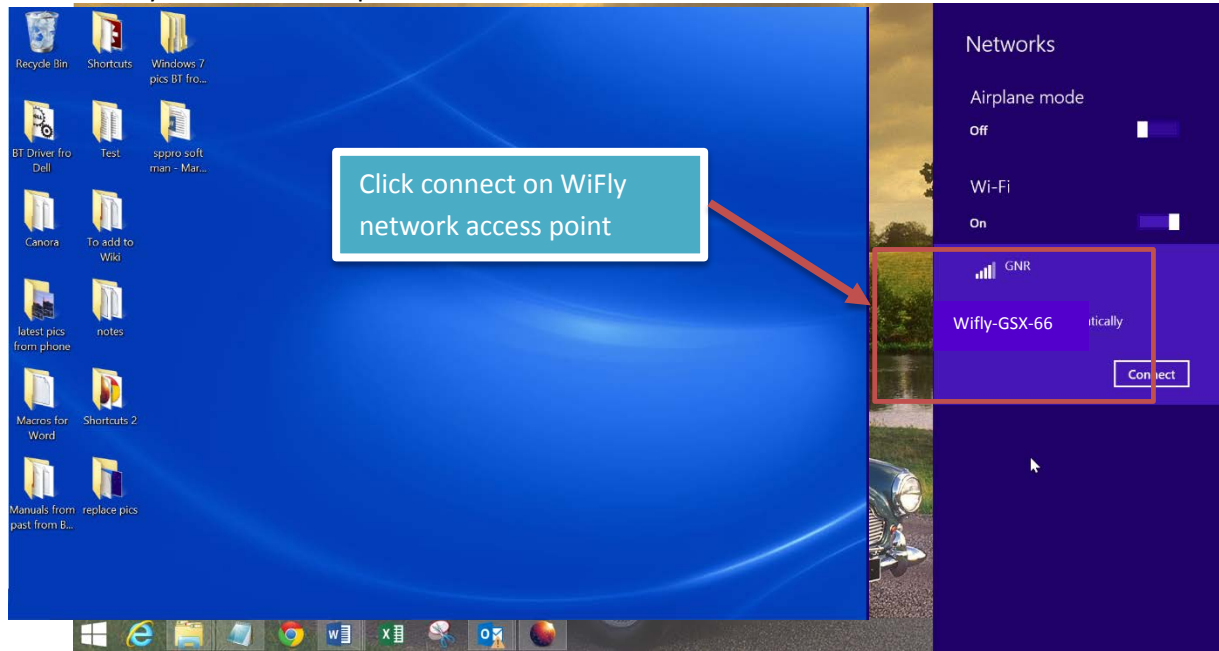 Recycle Bin
Shortcuts
Windows 7
pics BT fro...
BT Driver fro
Dell
Test
sppro soft
man - Mar...
Canora
To add to
Wiki
latest pics
from phone
notes
Macros for
Word
Shortcuts 2
Manuals from
past from B...
replace pics
Click connect on WiFly
network access point
Networks
Airplane mode
Off
Wi-Fi
On
GNR
Wifly-GSX-66 tically
Connect